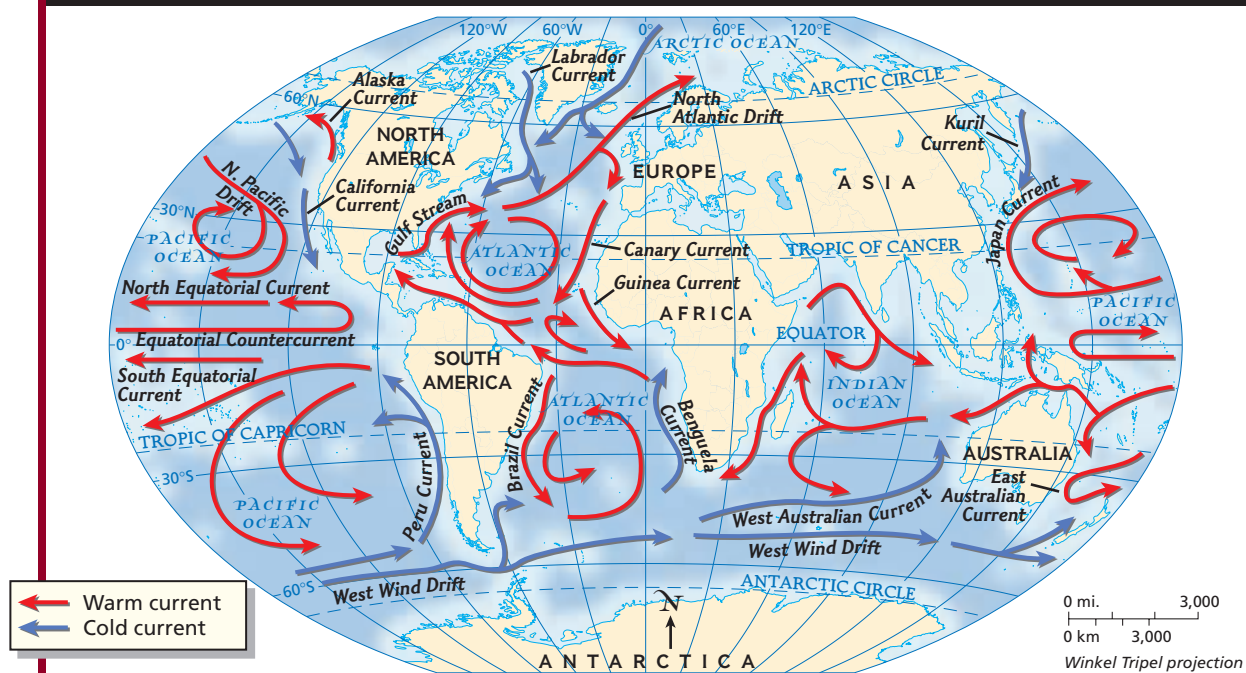 120°W
60°W
0°
60°E
120°E
ARCTIC OCEAN
Labrador
Current
ARCTIC CIRCLE
60°N
Alaska
Current
North
Atlantic Drift
Kuril
Current
NORTH
AMERICA
EUROPE
ASIA
N. Pacific
Drift
California
Current
Gulf Stream
Japan Current
30°N
PACIFIC
OCEAN
ATLANTIC
OCEAN
Canary Current
TROPIC OF CANCER
Guinea Current
North Equatorial Current
AFRICA
PACIFIC
OCEAN
Equatorial Countercurrent
EQUATOR
0°
South Equatorial
Current
SOUTH
AMERICA
INDIAN
OCEAN
ATLANTIC
OCEAN
Brazil Current
Benguela
Current
TROPIC OF CAPRICORN
Peru Current
AUSTRALIA
30°S
East
Australian
Current
PACIFIC
OCEAN
West Australian Current
West Wind Drift
60°S
West Wind Drift
ANTARCTIC CIRCLE
N
ANTARCTICA
Warm current
Cold current
0 mi. 3,000
0 km 3,000
Winkel Tripel projection